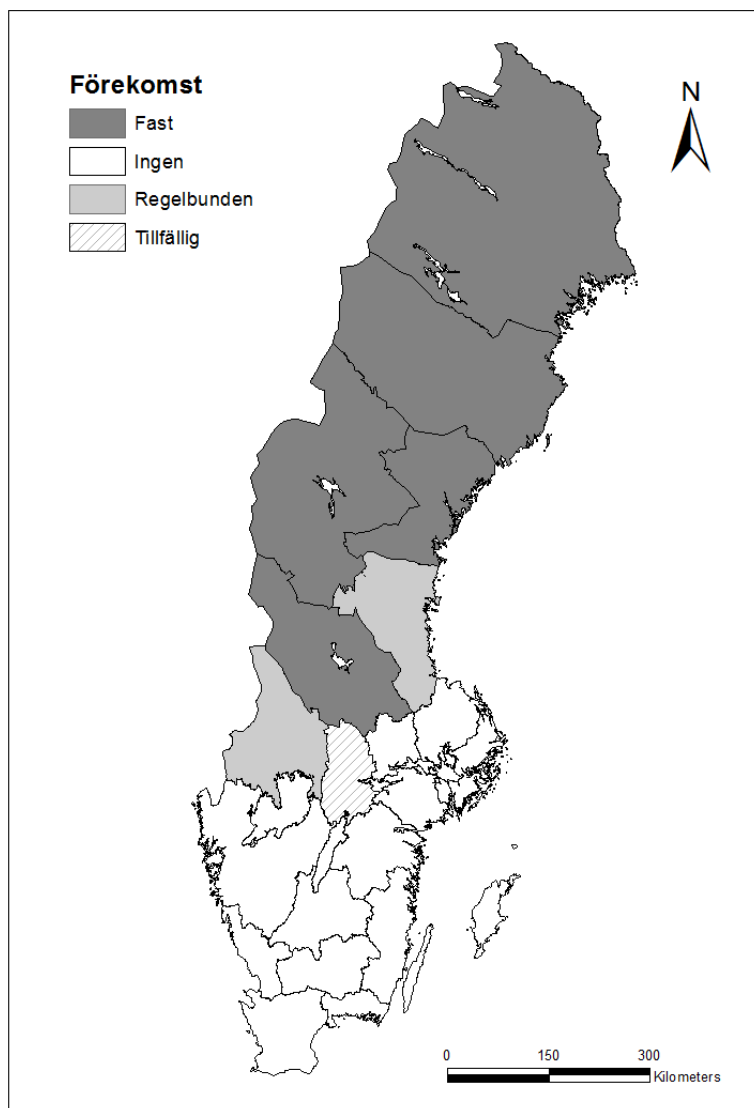 Förekomst
Fast
Ingen
Regelbunden
Tillfällig
N
0 150 300
Kilometers